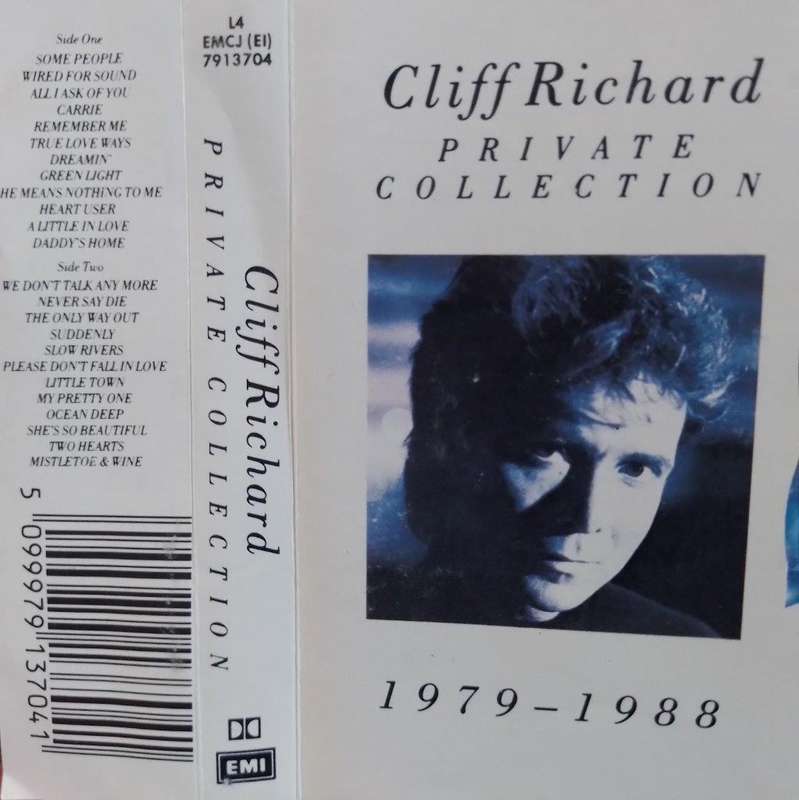 Side One
SOME PEOPLE
WIRED FOR SOUND
ALL I ASK OF YOU
CARRIE
REMEMBER ME
TRUE LOVE WAYS
DREAMIN'
GREEN LIGHT
HE MEANS NOTHING TO ME
HEART USER
A LITTLE IN LOVE
DADDY'S HOME
Side Two
WE DON'T TALK ANY MORE
NEVER SAY DIE
THE ONLY WAY OUT
SUDDENLY
SLOW RIVERS
PLEASE DON'T FALL IN LOVE
LITTLE TOWN
MY PRETTY ONE
OCEAN DEEP
SHE'S SO BEAUTIFUL
TWO HEARTS
MISTLETOE & WINE
5 099979 137041
L4
EMCJ (EI)
7913704
Cliff Richard
PRIVATE COLLECTION
EMI
Cliff Richard
PRIVATE
COLLECTION
1979-1988